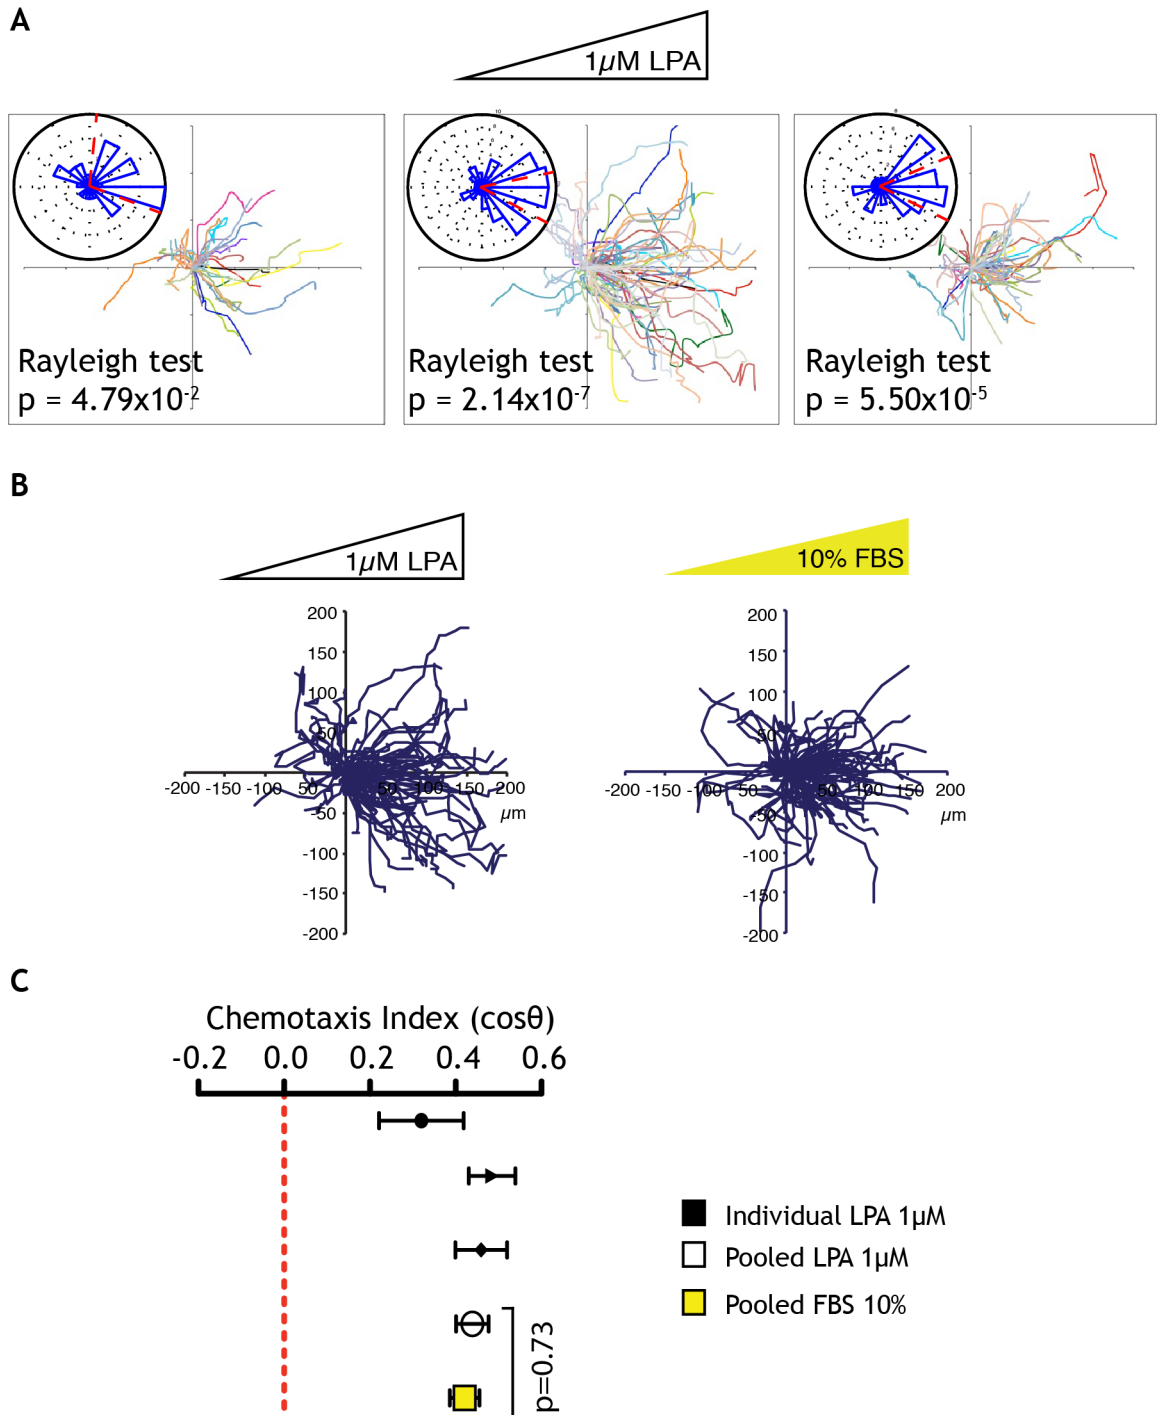 A
1µM LPA
Rayleigh test
p = 4.79x10-2
10
Rayleigh test
p = 2.14x10-7
Rayleigh test
p = 5.50x10-5
B
1µM LPA
10% FBS
200
150
100
50
-200 -150 -100 50 50 100 150 200
µm
-50
-100
-150
-200
200
150
100
50
-200 -150 -100 50 50 100 150 200
µm
-50
-100
-150
-200
C
Chemotaxis Index (cosθ)
-0.2 0.0 0.2 0.4 0.6
Individual LPA 1µM
Pooled LPA 1µM
Pooled FBS 10%
p=0.73